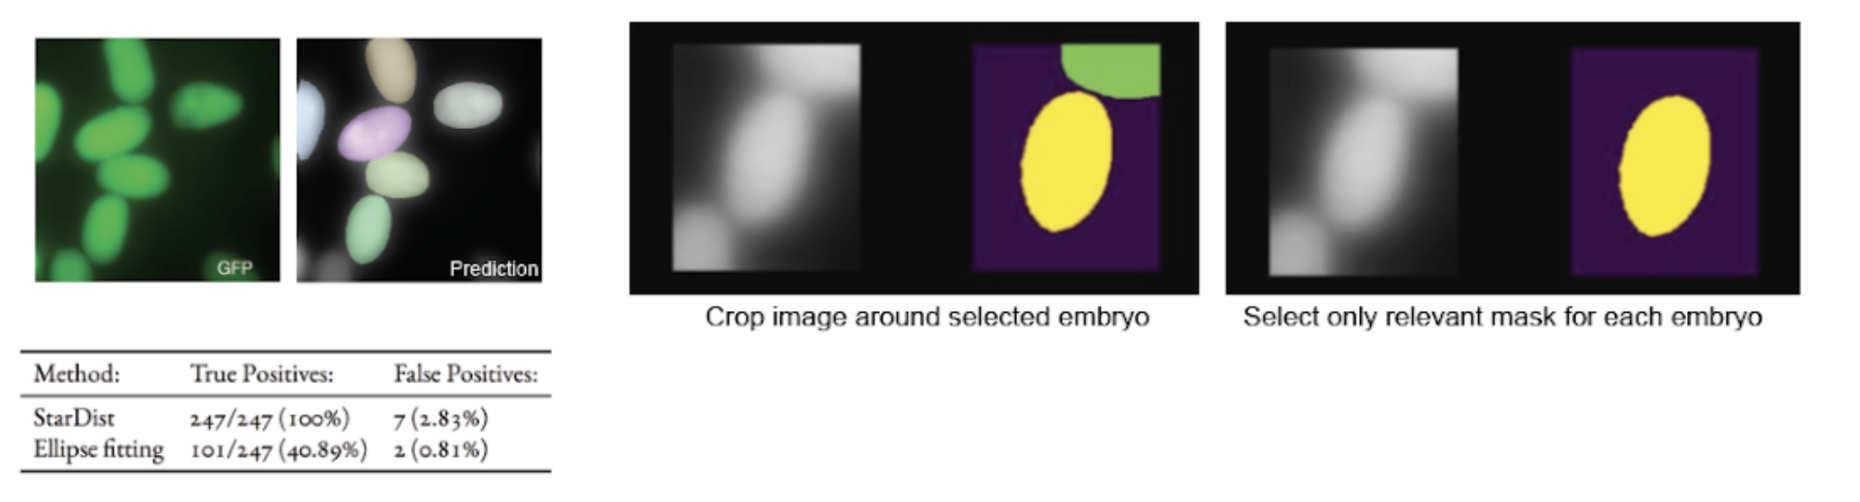 GFP
Prediction
Crop image around selected embryo
Select only relevant mask for each embryo
Method: True Positives: False Positives:
StarDist 247/247 (100%) 7 (2.83%)
Ellipse fitting 101/247 (40.89%) 2 (0.81%)